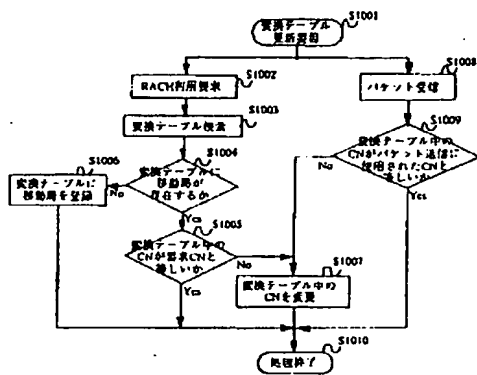 S1001
変換テーブル
更新開始
S1002
RACH利用要求
S1003
変換テーブル検索
S1004
変換テーブルに
移動局が
存在するか
No
Yes
S1006
変換テーブルに
移動局を登録
S1005
変換テーブル中の
CNが要求CNと
等しいか
No
Yes
S1007
変換テーブル中の
CNを変更
S1008
パケット受信
S1009
変換テーブル中の
CNがパケット送信に
使用されたCNと
等しいか
No
Yes
S1010
処理終了